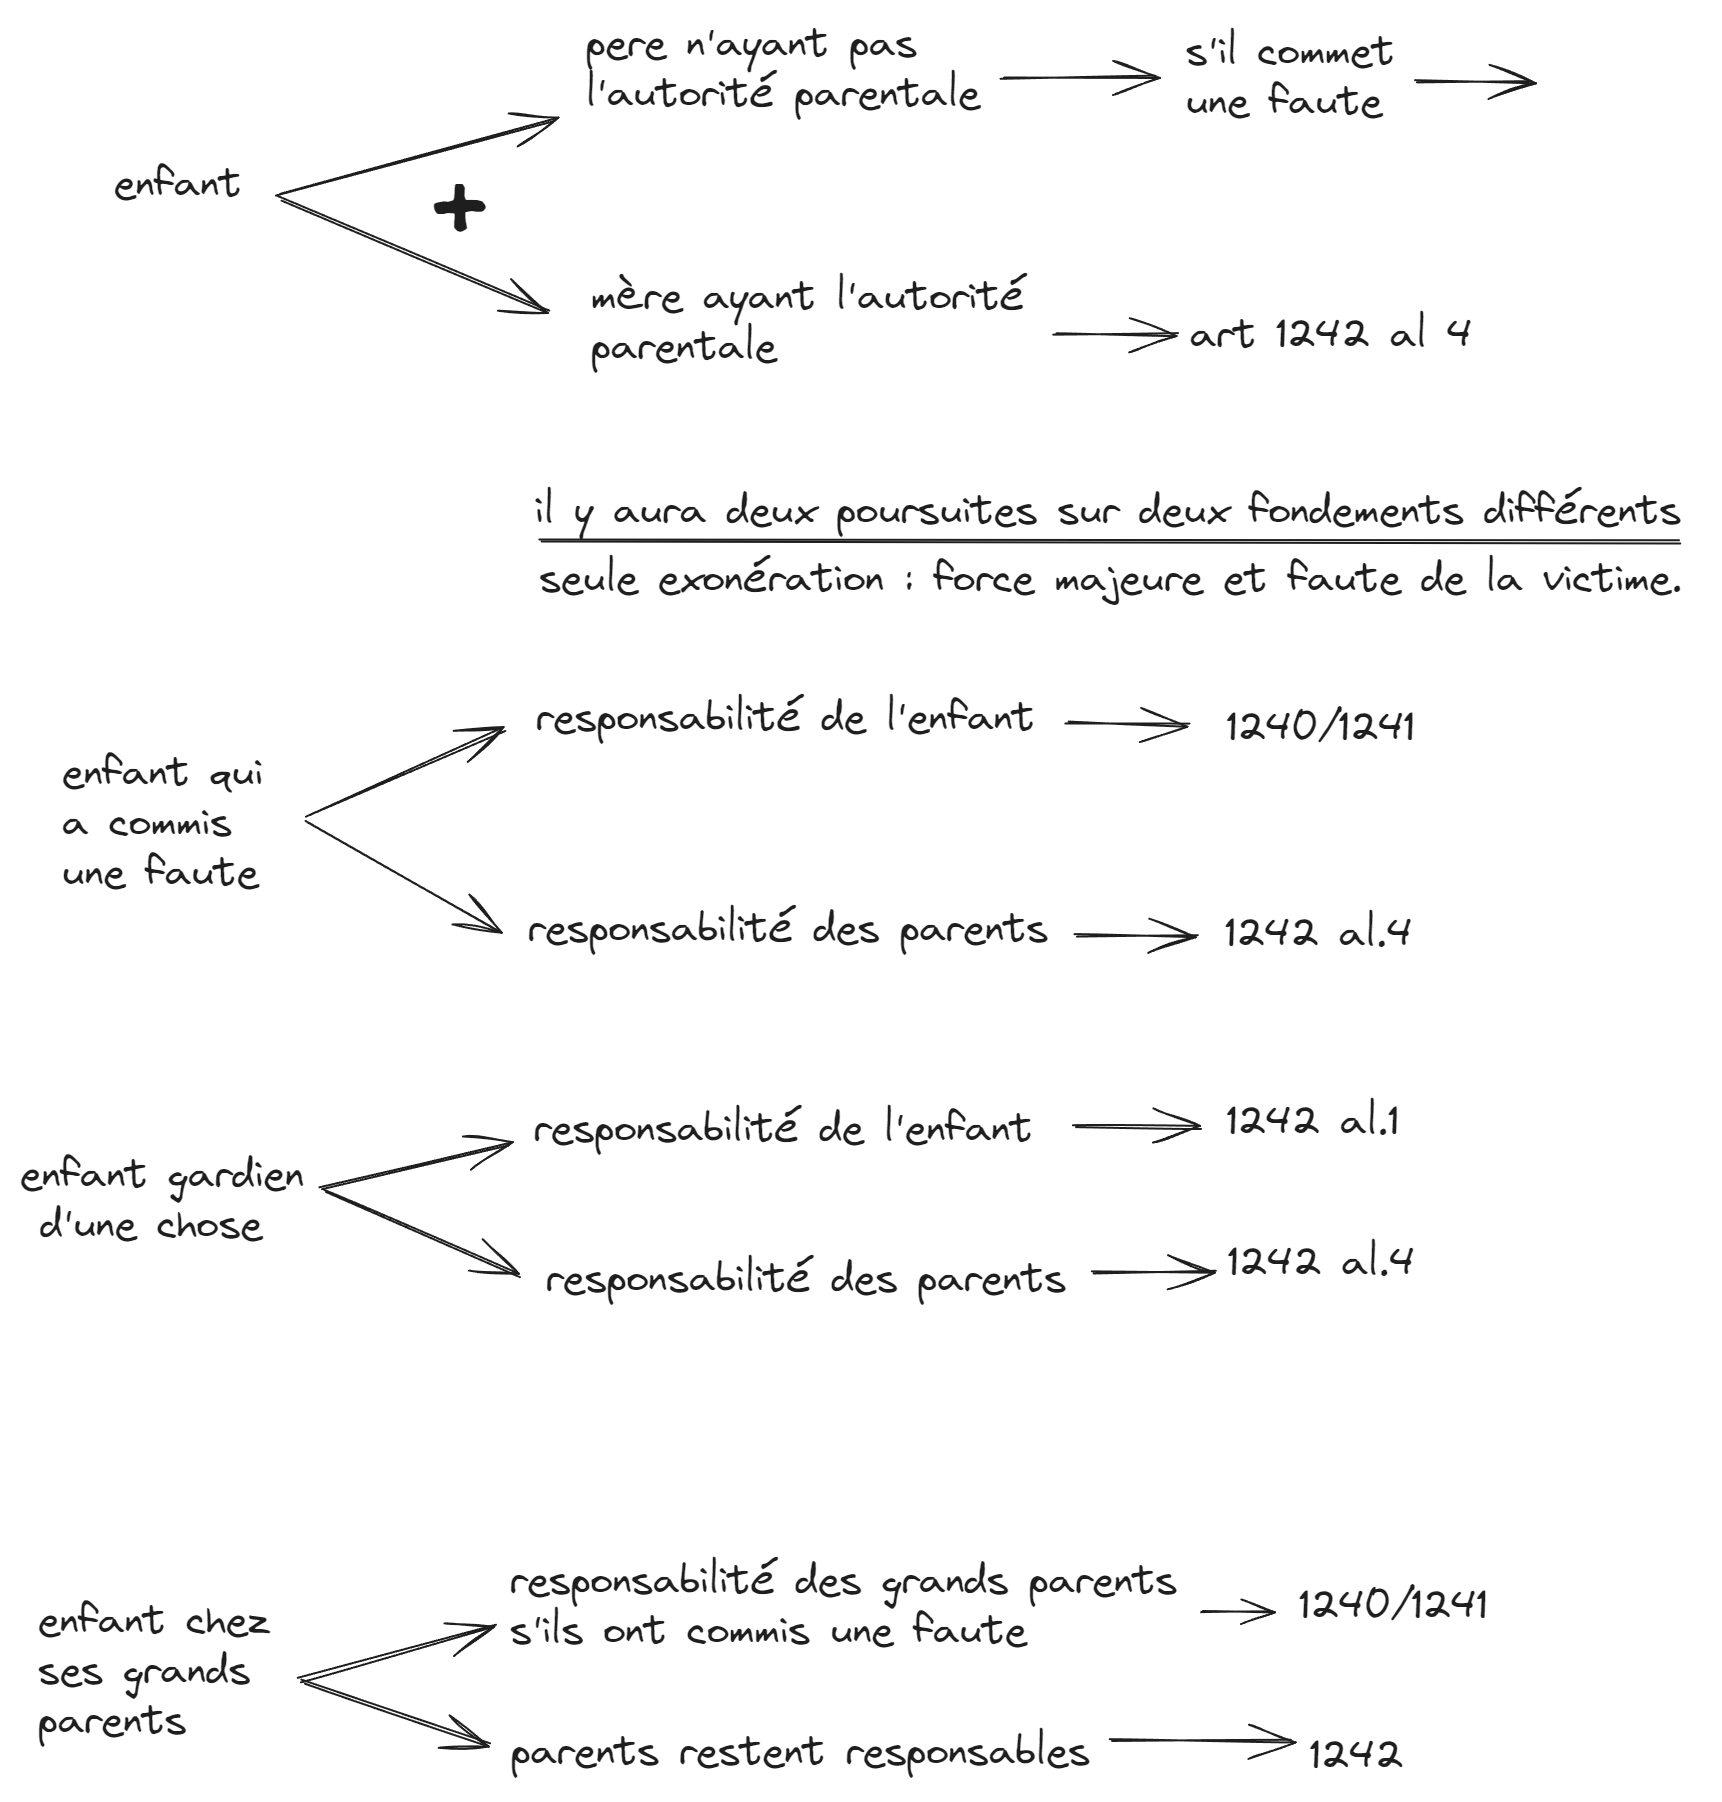 pere n'ayant pas
l'autorité parentale
s'il commet
une faute
enfant
+
mère ayant l'autorité
parentale
art 1242 al 4
il y aura deux poursuites sur deux fondements différents
seule exonération : force majeure et faute de la victime.
enfant qui
a commis
une faute
responsabilité de l'enfant
1240/1241
responsabilité des parents
1242 al.4
enfant gardien
d'une chose
responsabilité de l'enfant
1242 al.1
responsabilité des parents
1242 al.4
enfant chez
ses grands
parents
responsabilité des grands parents
s'ils ont commis une faute
1240/1241
parents restent responsables
1242